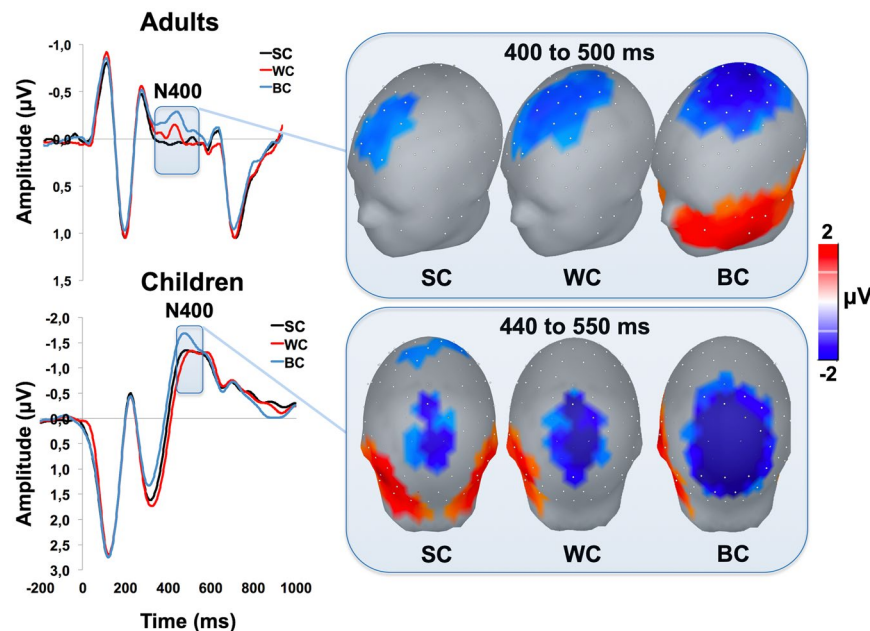 Adults
-1,0
-0,5
0.0
0,5
1,0
1,5
Amplitude (µV)
SC
WC
BC
N400
400 to 500 ms
SC
WC
BC
2
µV
-2
Children
N400
-2,0
-1,5
-1,0
-0,5
0,0
0,5
1,0
1,5
2,0
2,5
3,0
Amplitude (µV)
SC
WC
BC
440 to 550 ms
SC
WC
BC
-200
0
200
400
600
800
1000
Time (ms)